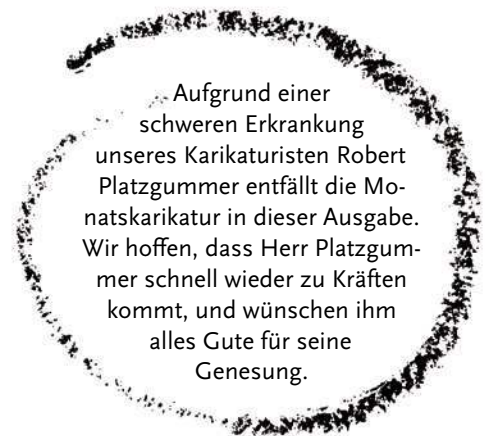 Aufgrund einer
schweren Erkrankung
unseres Karikaturisten Robert
Platzgummer entfällt die Mo-
natskarikatur in dieser Ausgabe.
Wir hoffen, dass Herr Platzgum-
mer schnell wieder zu Kräften
kommt, und wünschen ihm
alles Gute für seine
Genesung.